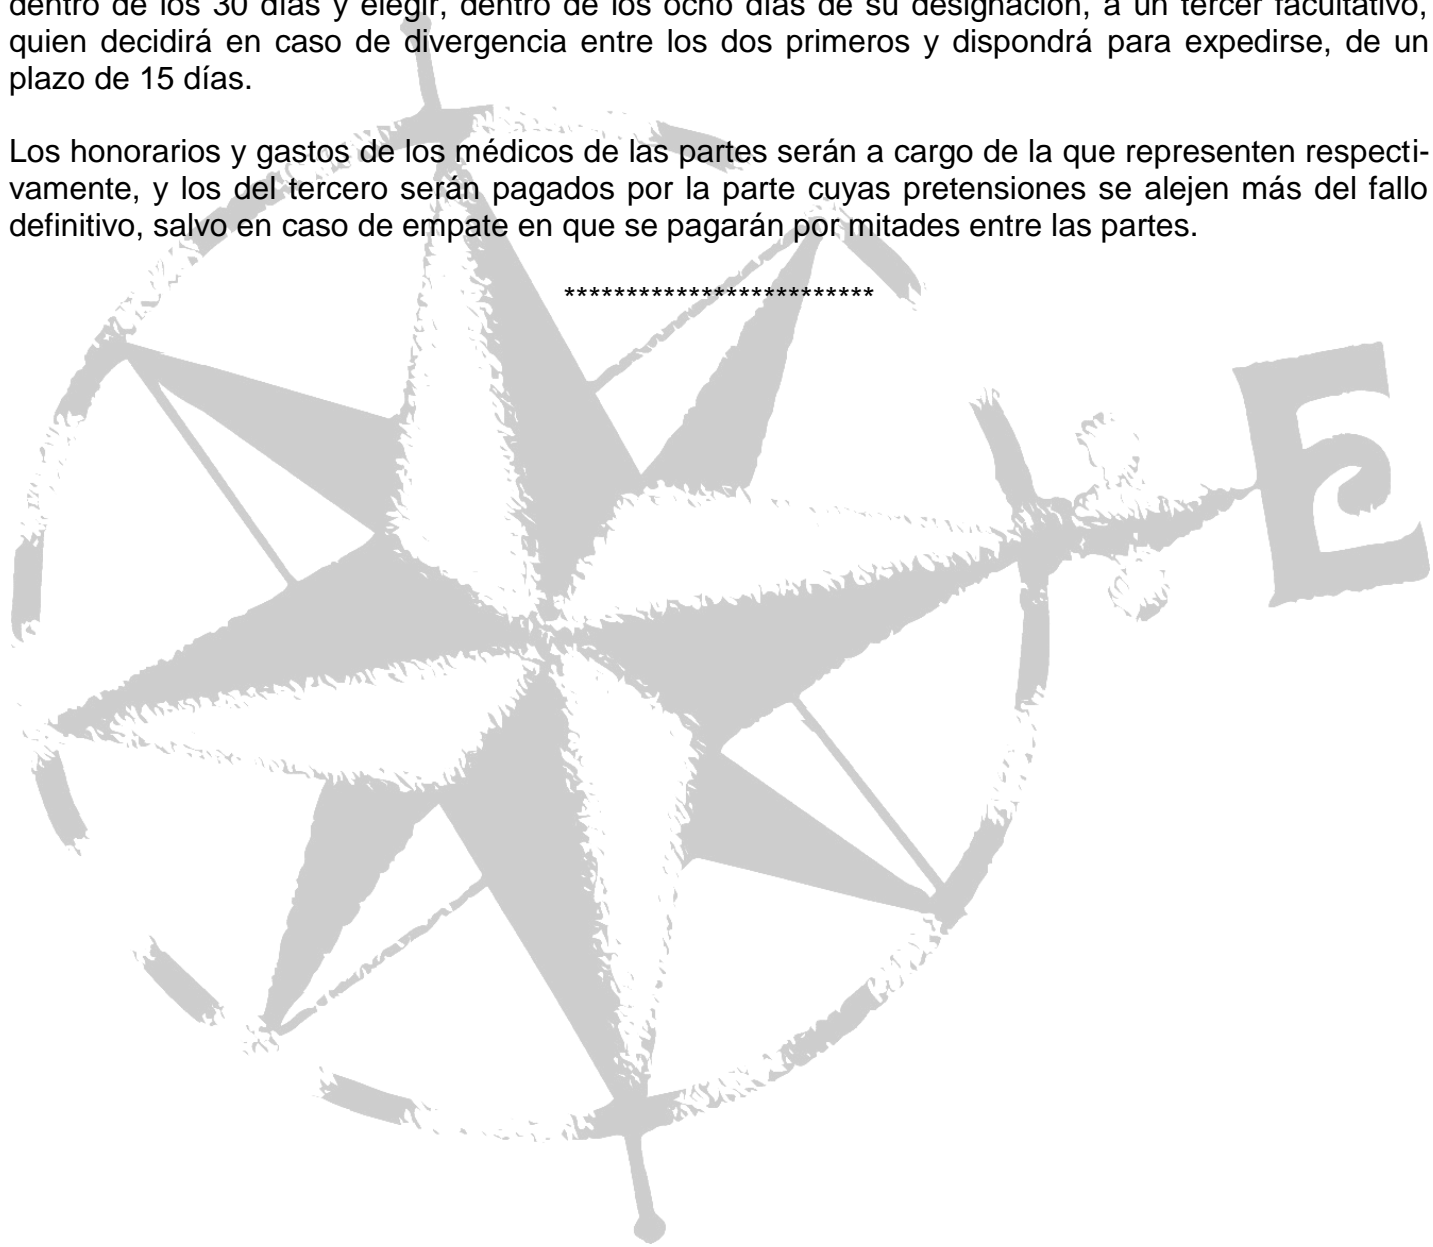 dentro de los 30 días y elegir, dentro de los ocho días de su designación, a un tercer facultativo,
quien decidirá en caso de divergencia entre los dos primeros y dispondrá para expedirse, de un
plazo de 15 días.
Los honorarios y gastos de los médicos de las partes serán a cargo de la que representen respecti-
vamente, y los del tercero serán pagados por la parte cuyas pretensiones se alejen más del fallo
definitivo, salvo en caso de empate en que se pagarán por mitades entre las partes.
*************************
E